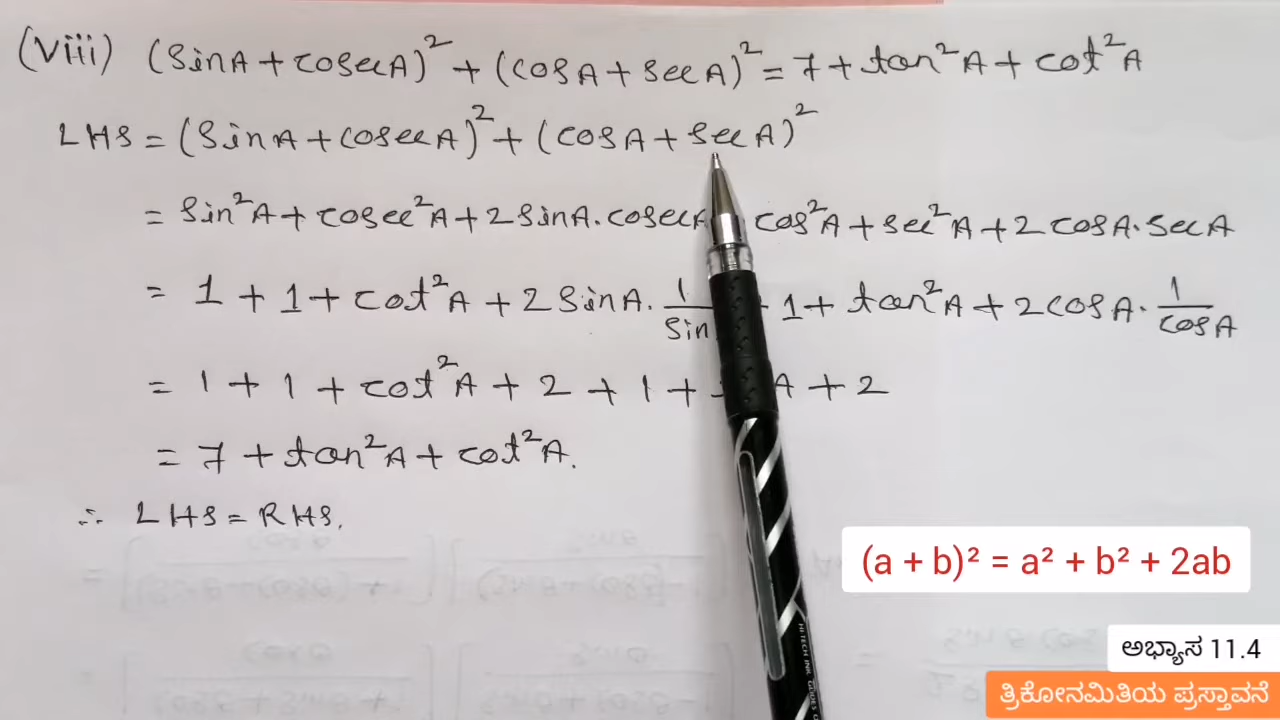 (viii) (sinA + cosecA)² + (cosA + secA)² = 7 + tan²A + cot²A
LHS = (sinA + cosecA)² + (cosA + secA)²
= sin²A + cosec²A + 2 sinA. cosecA cos²A + sec²A + 2 cosA. secA
= 1 + 1 + cot²A + 2 sinA. 1/sin 1 + tan²A + 2 cosA. 1/cosA
= 1 + 1 + cot²A + 2 + 1 + A + 2
= 7 + tan²A + cot²A.
∴ LHS = RHS.
(a + b)² = a² + b² + 2ab
ಅಭ್ಯಾಸ 11.4
ತ್ರಿಕೋನಮಿತಿಯ ಪ್ರಸ್ತಾವನೆ